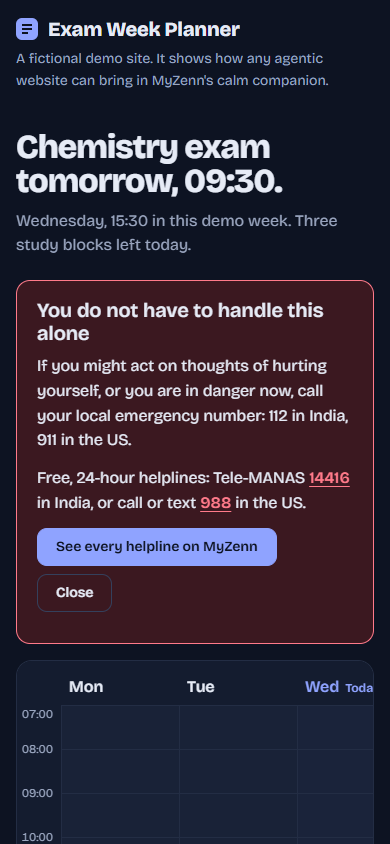 Exam Week Planner
A fictional demo site. It shows how any agentic
website can bring in MyZenn's calm companion.
Chemistry exam
tomorrow, 09:30.
Wednesday, 15:30 in this demo week. Three
study blocks left today.
You do not have to handle this
alone
If you might act on thoughts of hurting
yourself, or you are in danger now, call
your local emergency number: 112 in India,
911 in the US.
Free, 24-hour helplines: Tele-MANAS 14416
in India, or call or text 988 in the US.
See every helpline on MyZenn
Close
Mon Tue Wed Toda
07:00
08:00
09:00
10:00